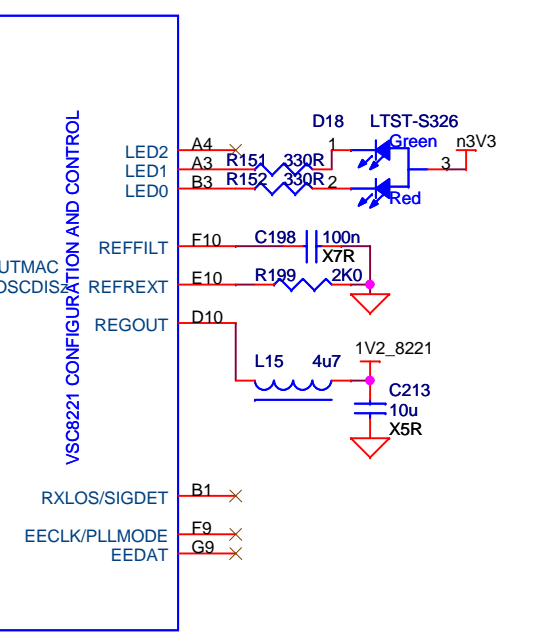 D18 LTST-S326
LED2 A4 1 Green n3V3
LED1 A3 R151 330R 3
LED0 B3 R152 330R 2 Red
REFFILT F10 C198 100n
X7R
UTMAC
OSCDISz REFREXT E10 R199 2K0
REGOUT D10
1V2_8221
L15 4u7
C213
10u
X5R
VSC8221 CONFIGURATION AND CONTROL
RXLOS/SIGDET B1
EECLK/PLLMODE F9
EEDAT G9